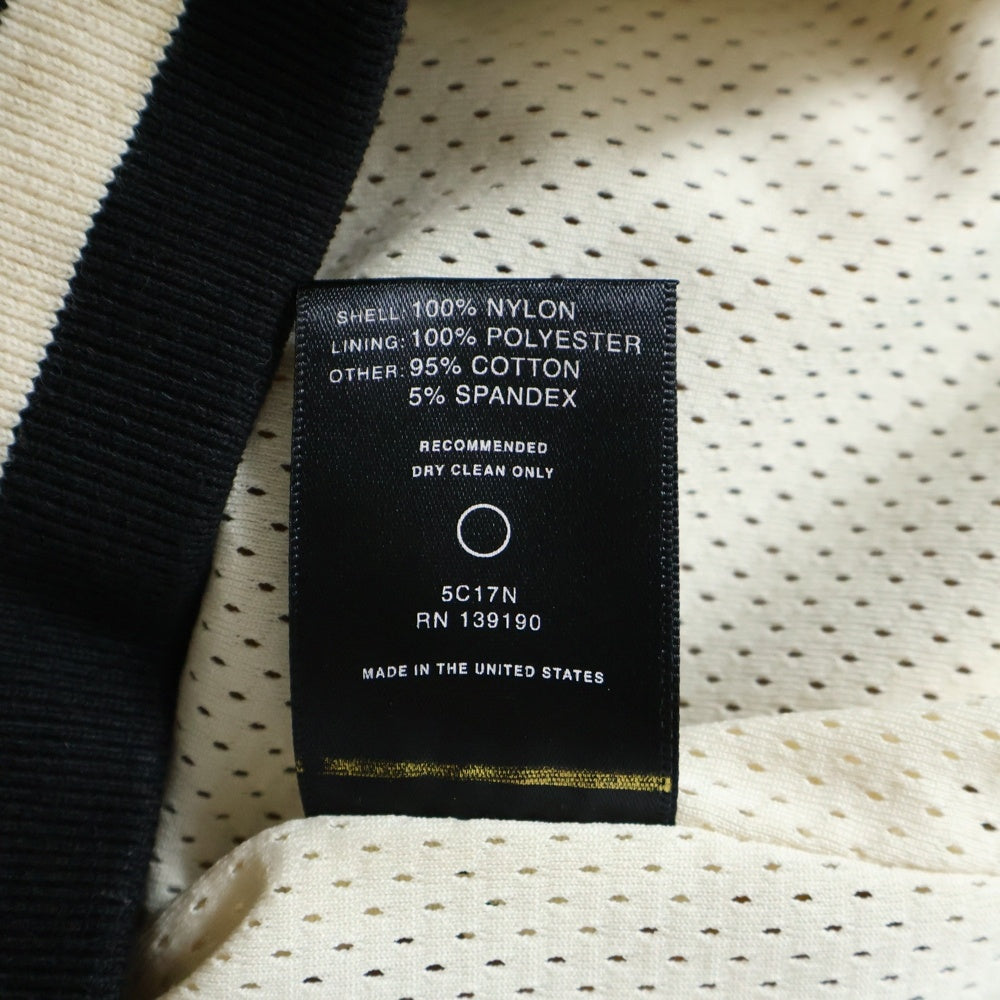 SHELL: 100% NYLON
LINING: 100% POLYESTER
OTHER: 95% COTTON
5% SPANDEX
RECOMMENDED
DRY CLEAN ONLY
5C17N
RN 139190
MADE IN THE UNITED STATES